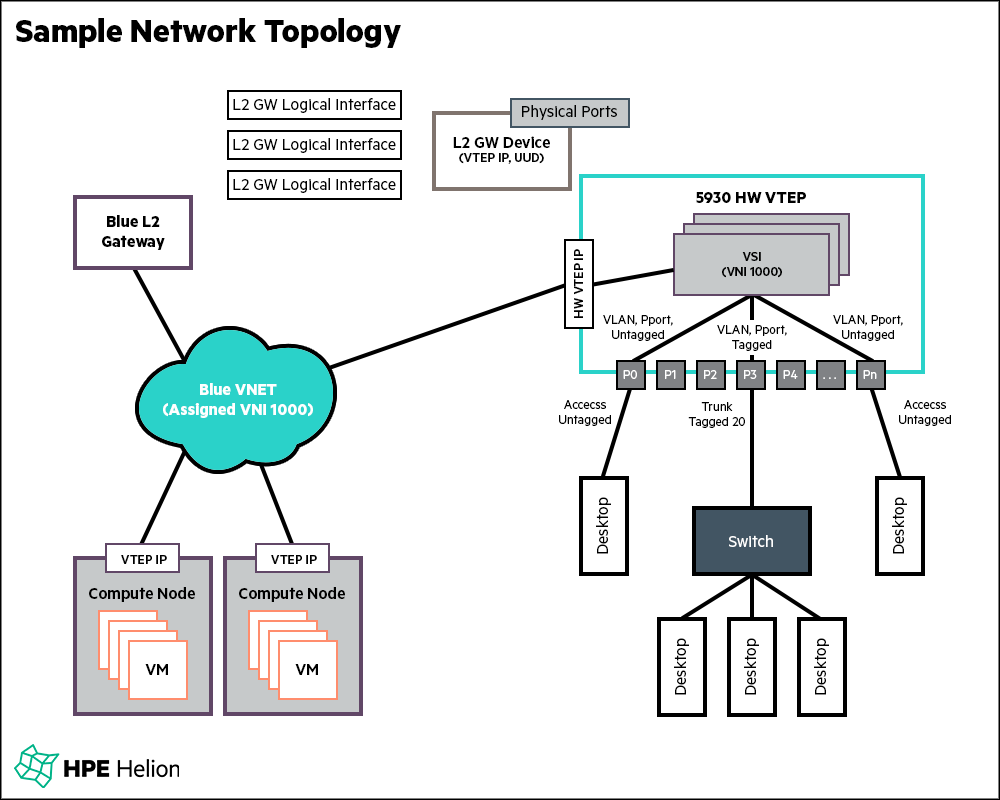 Sample Network Topology
L2 GW Logical Interface
L2 GW Logical Interface
L2 GW Logical Interface
Physical Ports
L2 GW Device
(VTEP IP, UUD)
Blue L2
Gateway
5930 HW VTEP
HW VTEP IP
VSI
(VNI 1000)
VLAN, Pport,
Untagged
VLAN, Pport,
Tagged
VLAN, Pport,
Untagged
P0
P1
P2
P3
P4
...
Pn
Accecss
Untagged
Trunk
Tagged 20
Accecss
Untagged
Blue VNET
(Assigned VNI 1000)
Desktop
Switch
Desktop
VTEP IP
Compute Node
VM
VTEP IP
Compute Node
VM
Desktop
Desktop
Desktop
HPE Helion